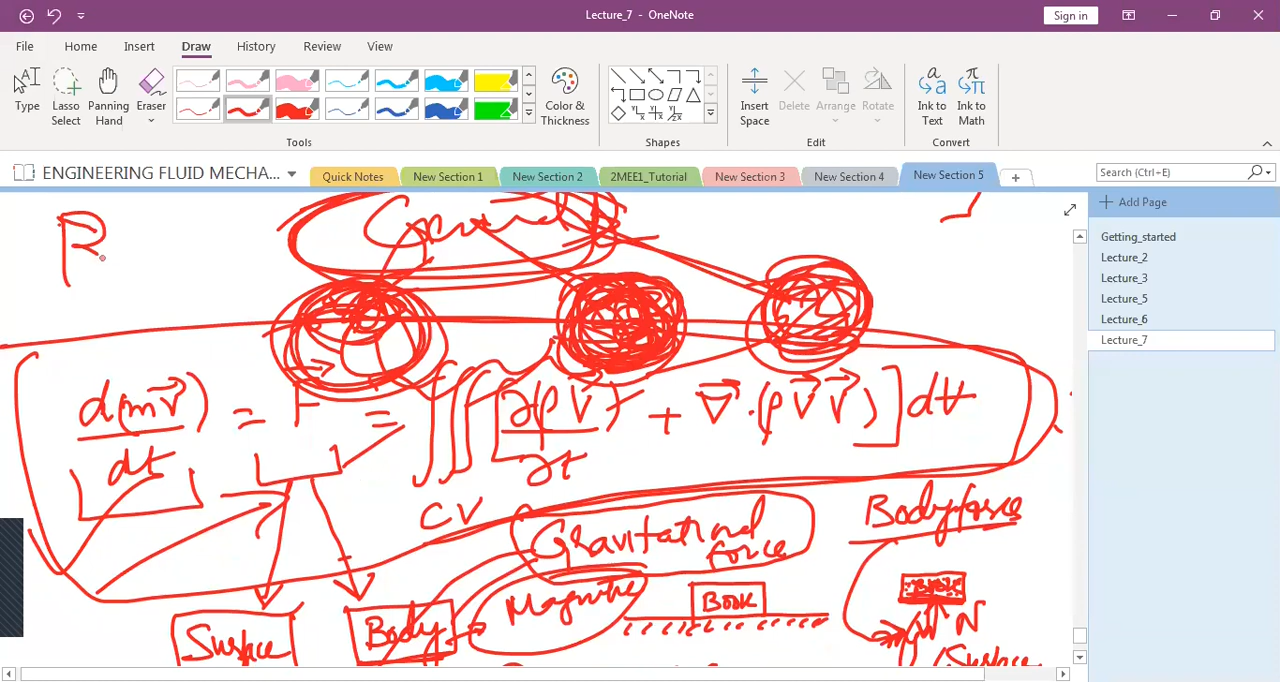 Lecture_7 - OneNote
Sign in
File Home Insert Draw History Review View
Type Lasso Select Panning Hand Eraser Color & Thickness Insert Space Delete Arrange Rotate Ink to Text Ink to Math
Tools Shapes Edit Convert
ENGINEERING FLUID MECHA... Quick Notes New Section 1 New Section 2 2MEE1_Tutorial New Section 3 New Section 4 New Section 5 Search (Ctrl+E)
Add Page
Getting_started
Lecture_2
Lecture_3
Lecture_5
Lecture_6
Lecture_7
R
d(mv⃗)/dt = F⃗ = ∭ [∂(ρV⃗)/∂t + ∇⃗·(ρV⃗V⃗)] dV
CV
Gravitational force
Body forces
Magnetic
Book
N
Surface
Body
Surface